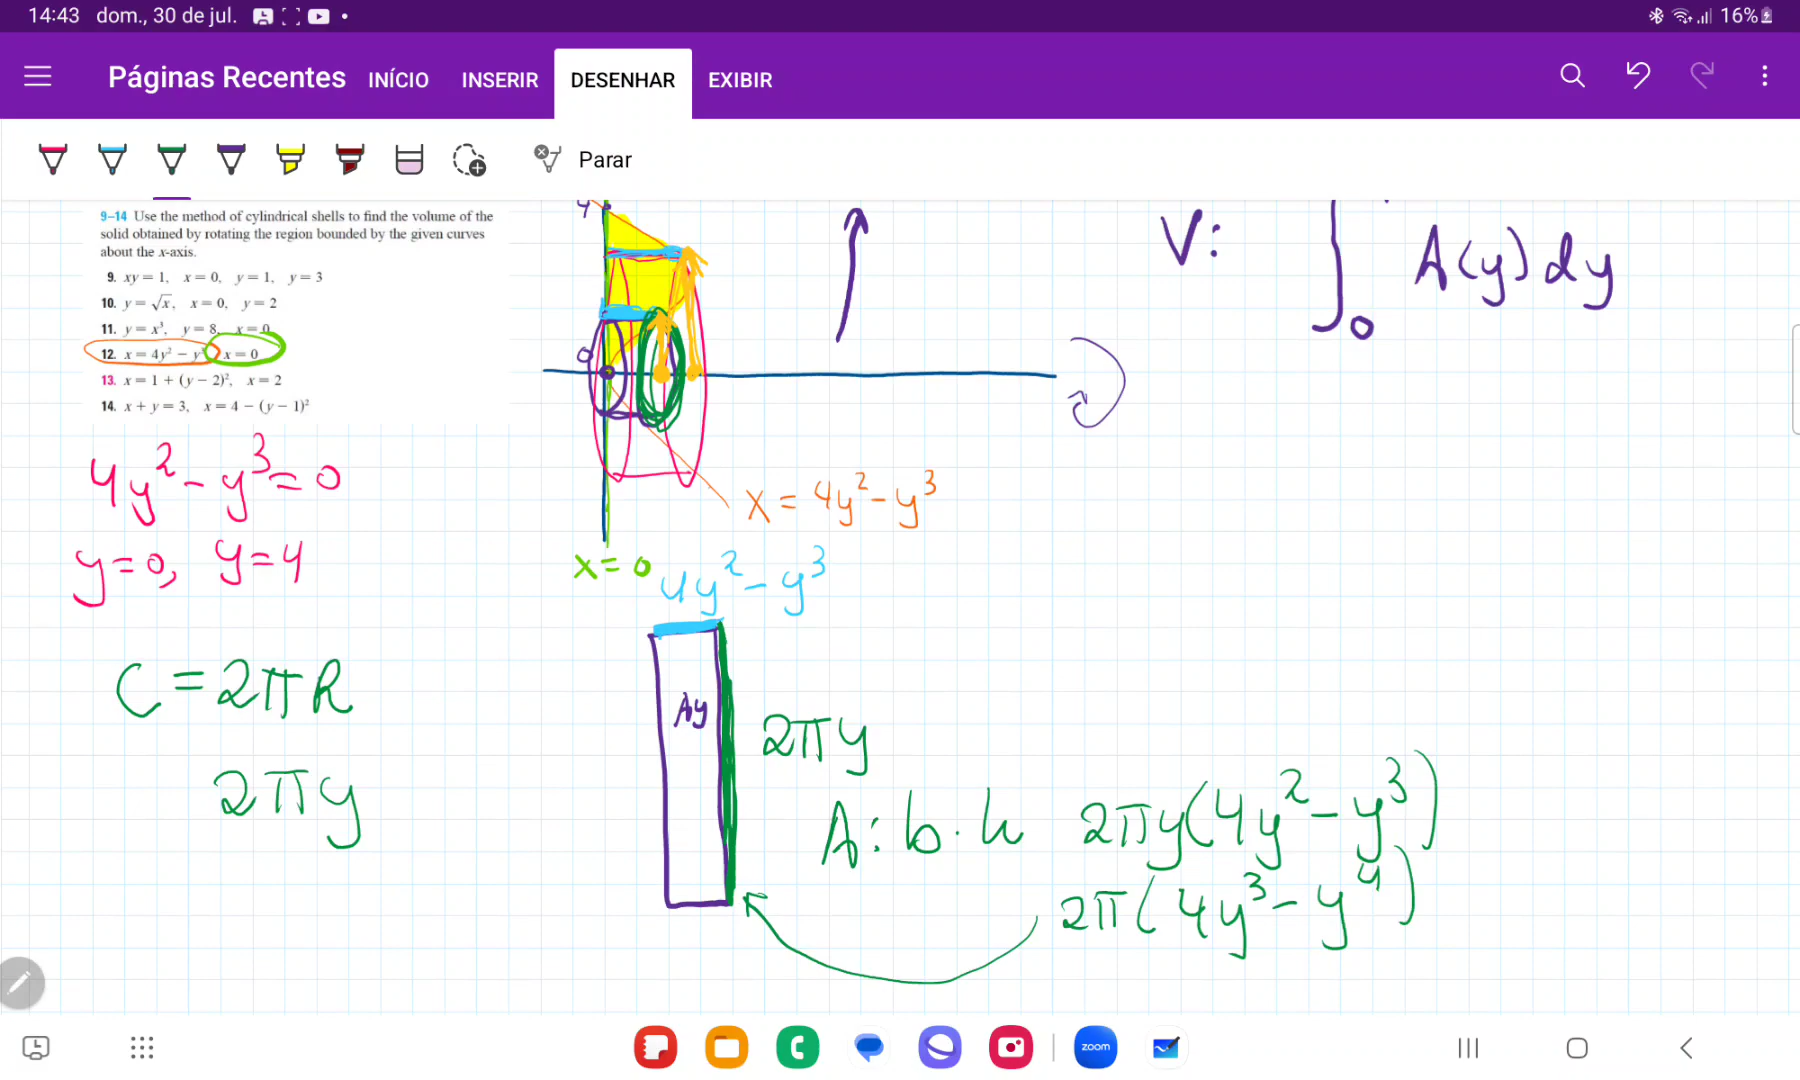 14:43 dom., 30 de jul. 16%
Páginas Recentes INÍCIO INSERIR DESENHAR EXIBIR
Parar
9–14 Use the method of cylindrical shells to find the volume of the
solid obtained by rotating the region bounded by the given curves
about the x-axis.
9. xy = 1, x = 0, y = 1, y = 3
10. y = √x, x = 0, y = 2
11. y = x³, y = 8, x = 0
12. x = 4y² − y x = 0
13. x = 1 + (y − 2)², x = 2
14. x + y = 3, x = 4 − (y − 1)²
4
0
V: ∫₀ A(y) dy
4y² − y³ = 0
y = 0, y = 4
x = 4y² − y³
x = 0
4y² − y³
C = 2πR
2πy
Ay
2πy
A: b·h 2πy(4y² − y³)
2π(4y³ − y⁴)
zoom